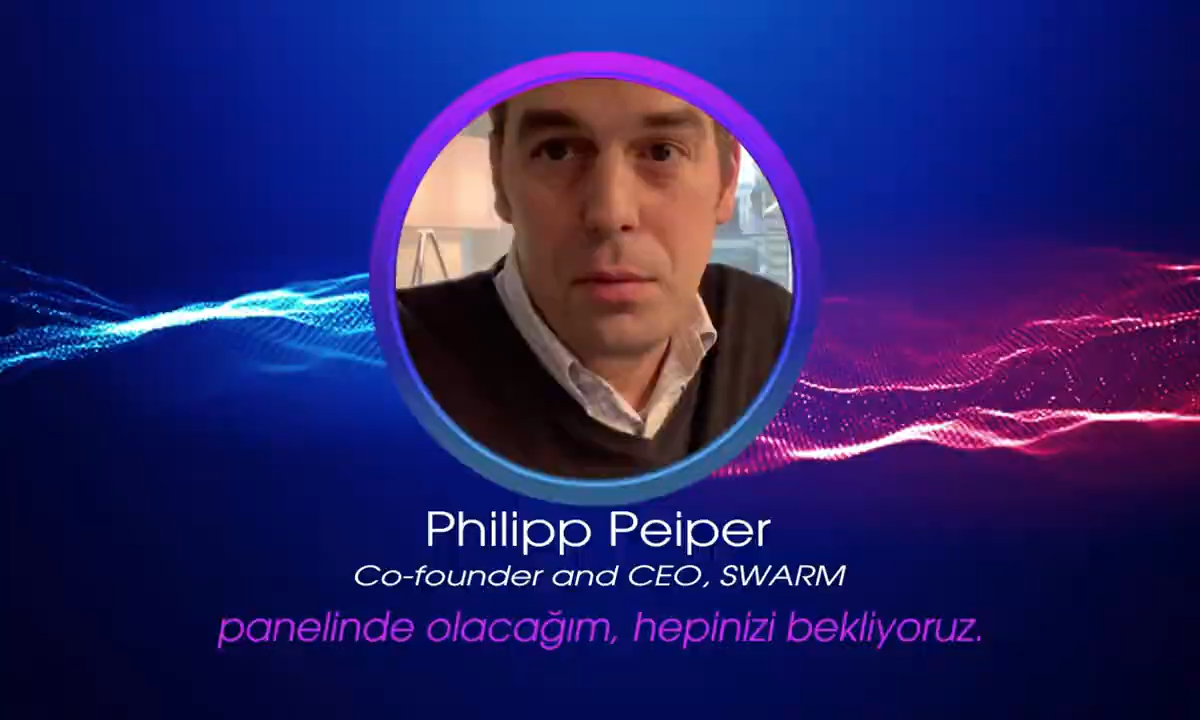 Philipp Peiper
Co-founder and CEO, SWARM
panelinde olacağım, hepinizi bekliyoruz.